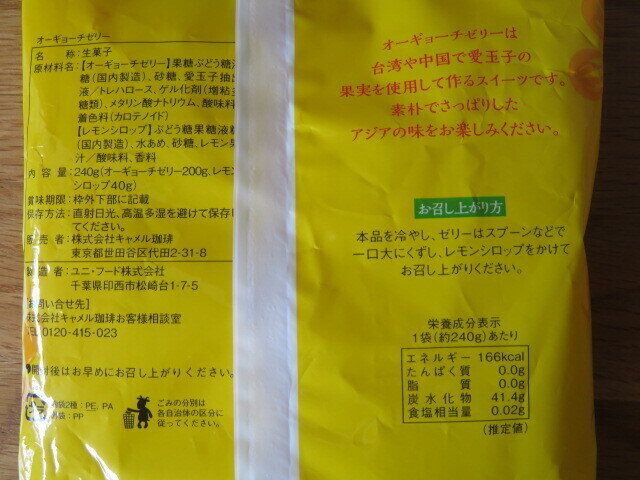 オーギョーチゼリー
名 称:生菓子
原材料名:【オーギョーチゼリー】果糖ぶどう糖液
糖(国内製造)、砂糖、愛玉子抽出
液/トレハロース、ゲル化剤(増粘多
糖類)、メタリン酸ナトリウム、酸味料
着色料(カロテノイド)
【レモンシロップ】ぶどう糖果糖液糖
(国内製造)、水あめ、砂糖、レモン果
汁/酸味料、香料
内 容 量:240g(オーギョーチゼリー200g、レモン
シロップ40g)
賞味期限:枠外下部に記載
保存方法:直射日光、高温多湿を避けて保存し
てください。
販 売 者:株式会社キャメル珈琲
東京都世田谷区代田2-31-8
製 造 者:ユニ・フード株式会社
千葉県印西市松崎台1-7-5
【お問い合せ先】
株式会社キャメル珈琲お客様相談室
TEL0120-415-023
●開封後はお早めにお召し上がりください。
内袋2種:PE, PA
外袋:PP
ごみの分別は
各自治体の区分に
従ってください。
オーギョーチゼリーは
台湾や中国で愛玉子の
果実を使用して作るスイーツです。
素朴でさっぱりした
アジアの味をお楽しみください。
お召し上がり方
本品を冷やし、ゼリーはスプーンなどで
一口大にくずし、レモンシロップをかけて
お召し上がりください。
栄養成分表示
1袋(約240g)あたり
エネルギー 166kcal
たんぱく質 0.0g
脂 質 0.0g
炭水化物 41.4g
食塩相当量 0.02g
(推定値)